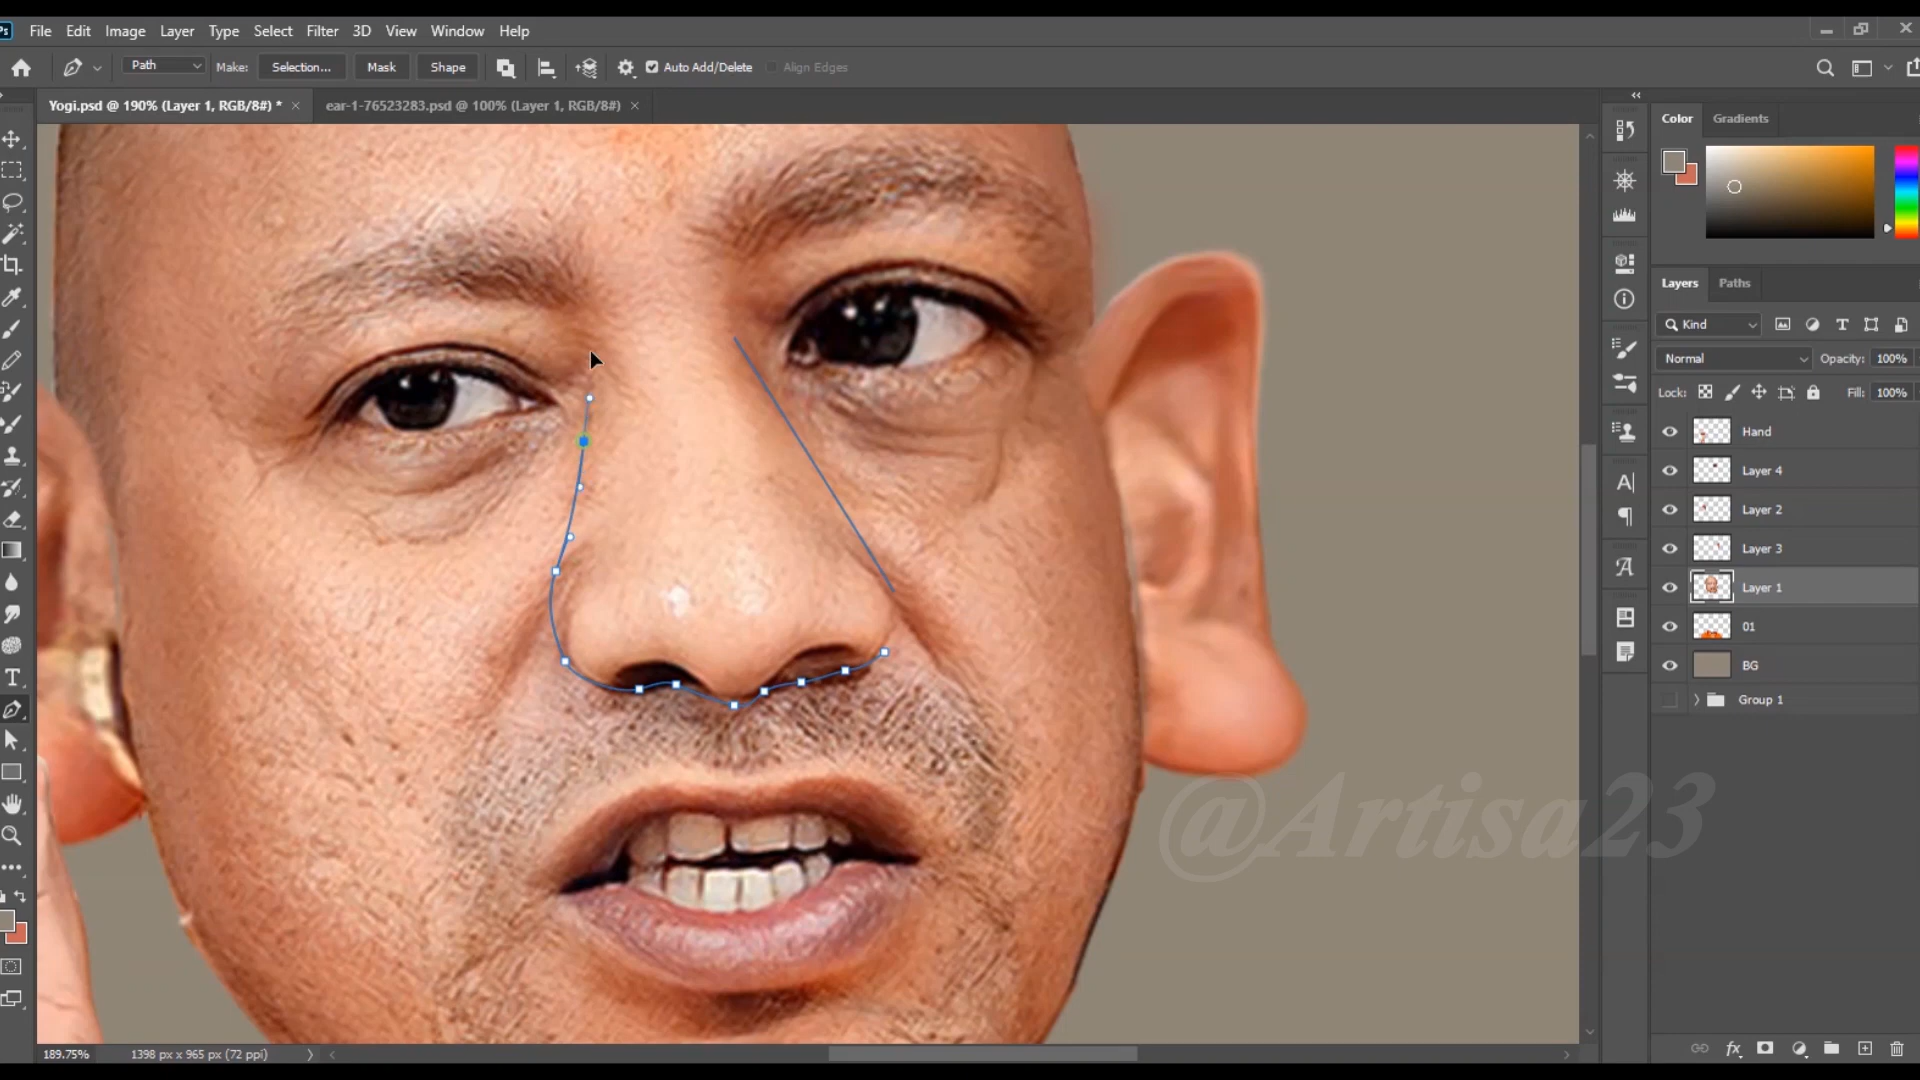 Ps File Edit Image Layer Type Select Filter 3D View Window Help
Path Make: Selection... Mask Shape Auto Add/Delete Align Edges
Yogi.psd @ 190% (Layer 1, RGB/8#) * × ear-1-76523283.psd @ 100% (Layer 1, RGB/8#) ×
Color Gradients
Layers Paths
Kind
Normal Opacity: 100%
Lock: Fill: 100%
Hand
Layer 4
Layer 2
Layer 3
Layer 1
01
BG
Group 1
@Artisa23
189.75% 1398 px x 965 px (72 ppi)